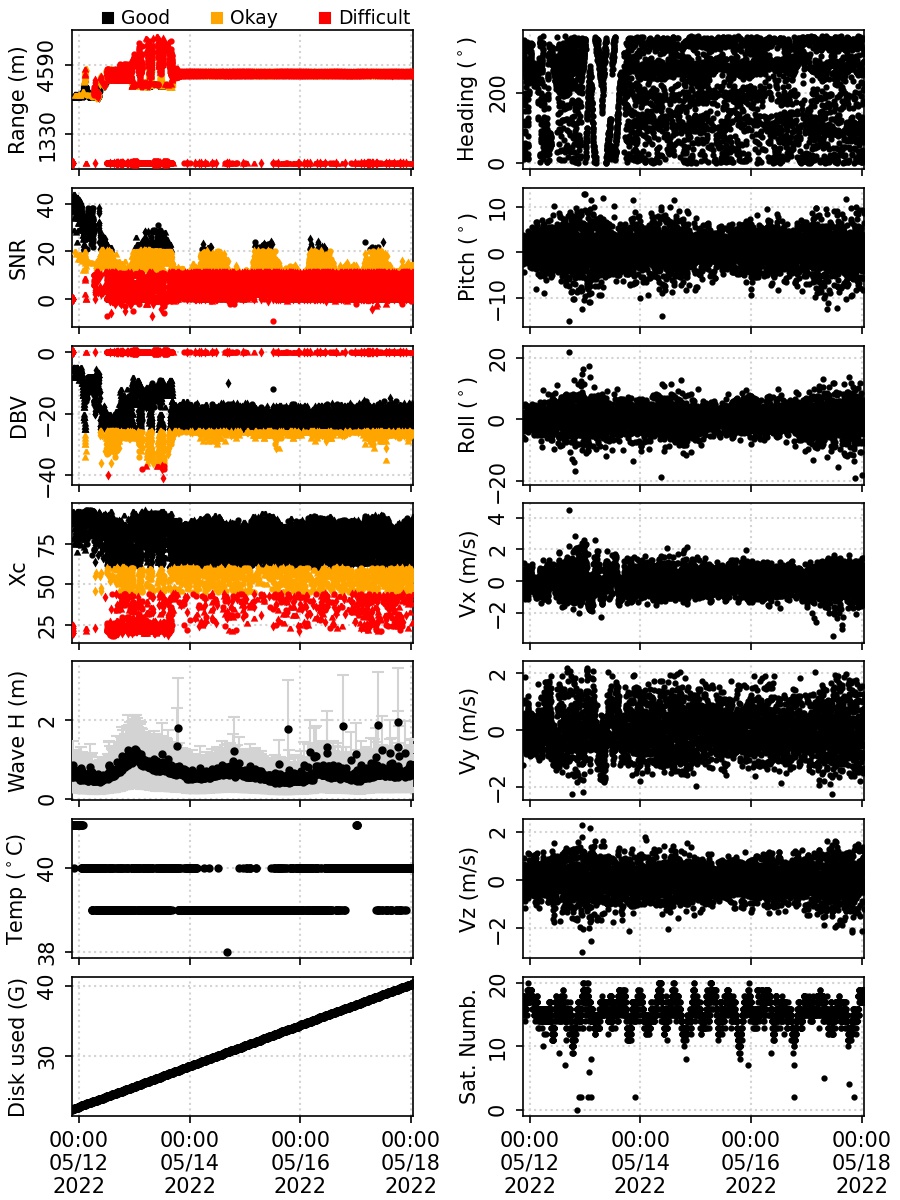 Good Okay Difficult
Range (m)
4590
1330
Heading (°)
200
0
SNR
40
20
0
Pitch (°)
10
0
−10
DBV
0
−20
−40
Roll (°)
20
0
−20
Xc
75
50
25
Vx (m/s)
4
2
0
−2
Wave H (m)
2
0
Vy (m/s)
2
0
−2
Temp (°C)
40
38
Vz (m/s)
2
0
−2
Disk used (G)
40
30
Sat. Numb.
20
10
0
00:00 00:00 00:00 00:00 00:00 00:00 00:00 00:00
05/12 05/14 05/16 05/18 05/12 05/14 05/16 05/18
2022 2022 2022 2022 2022 2022 2022 2022